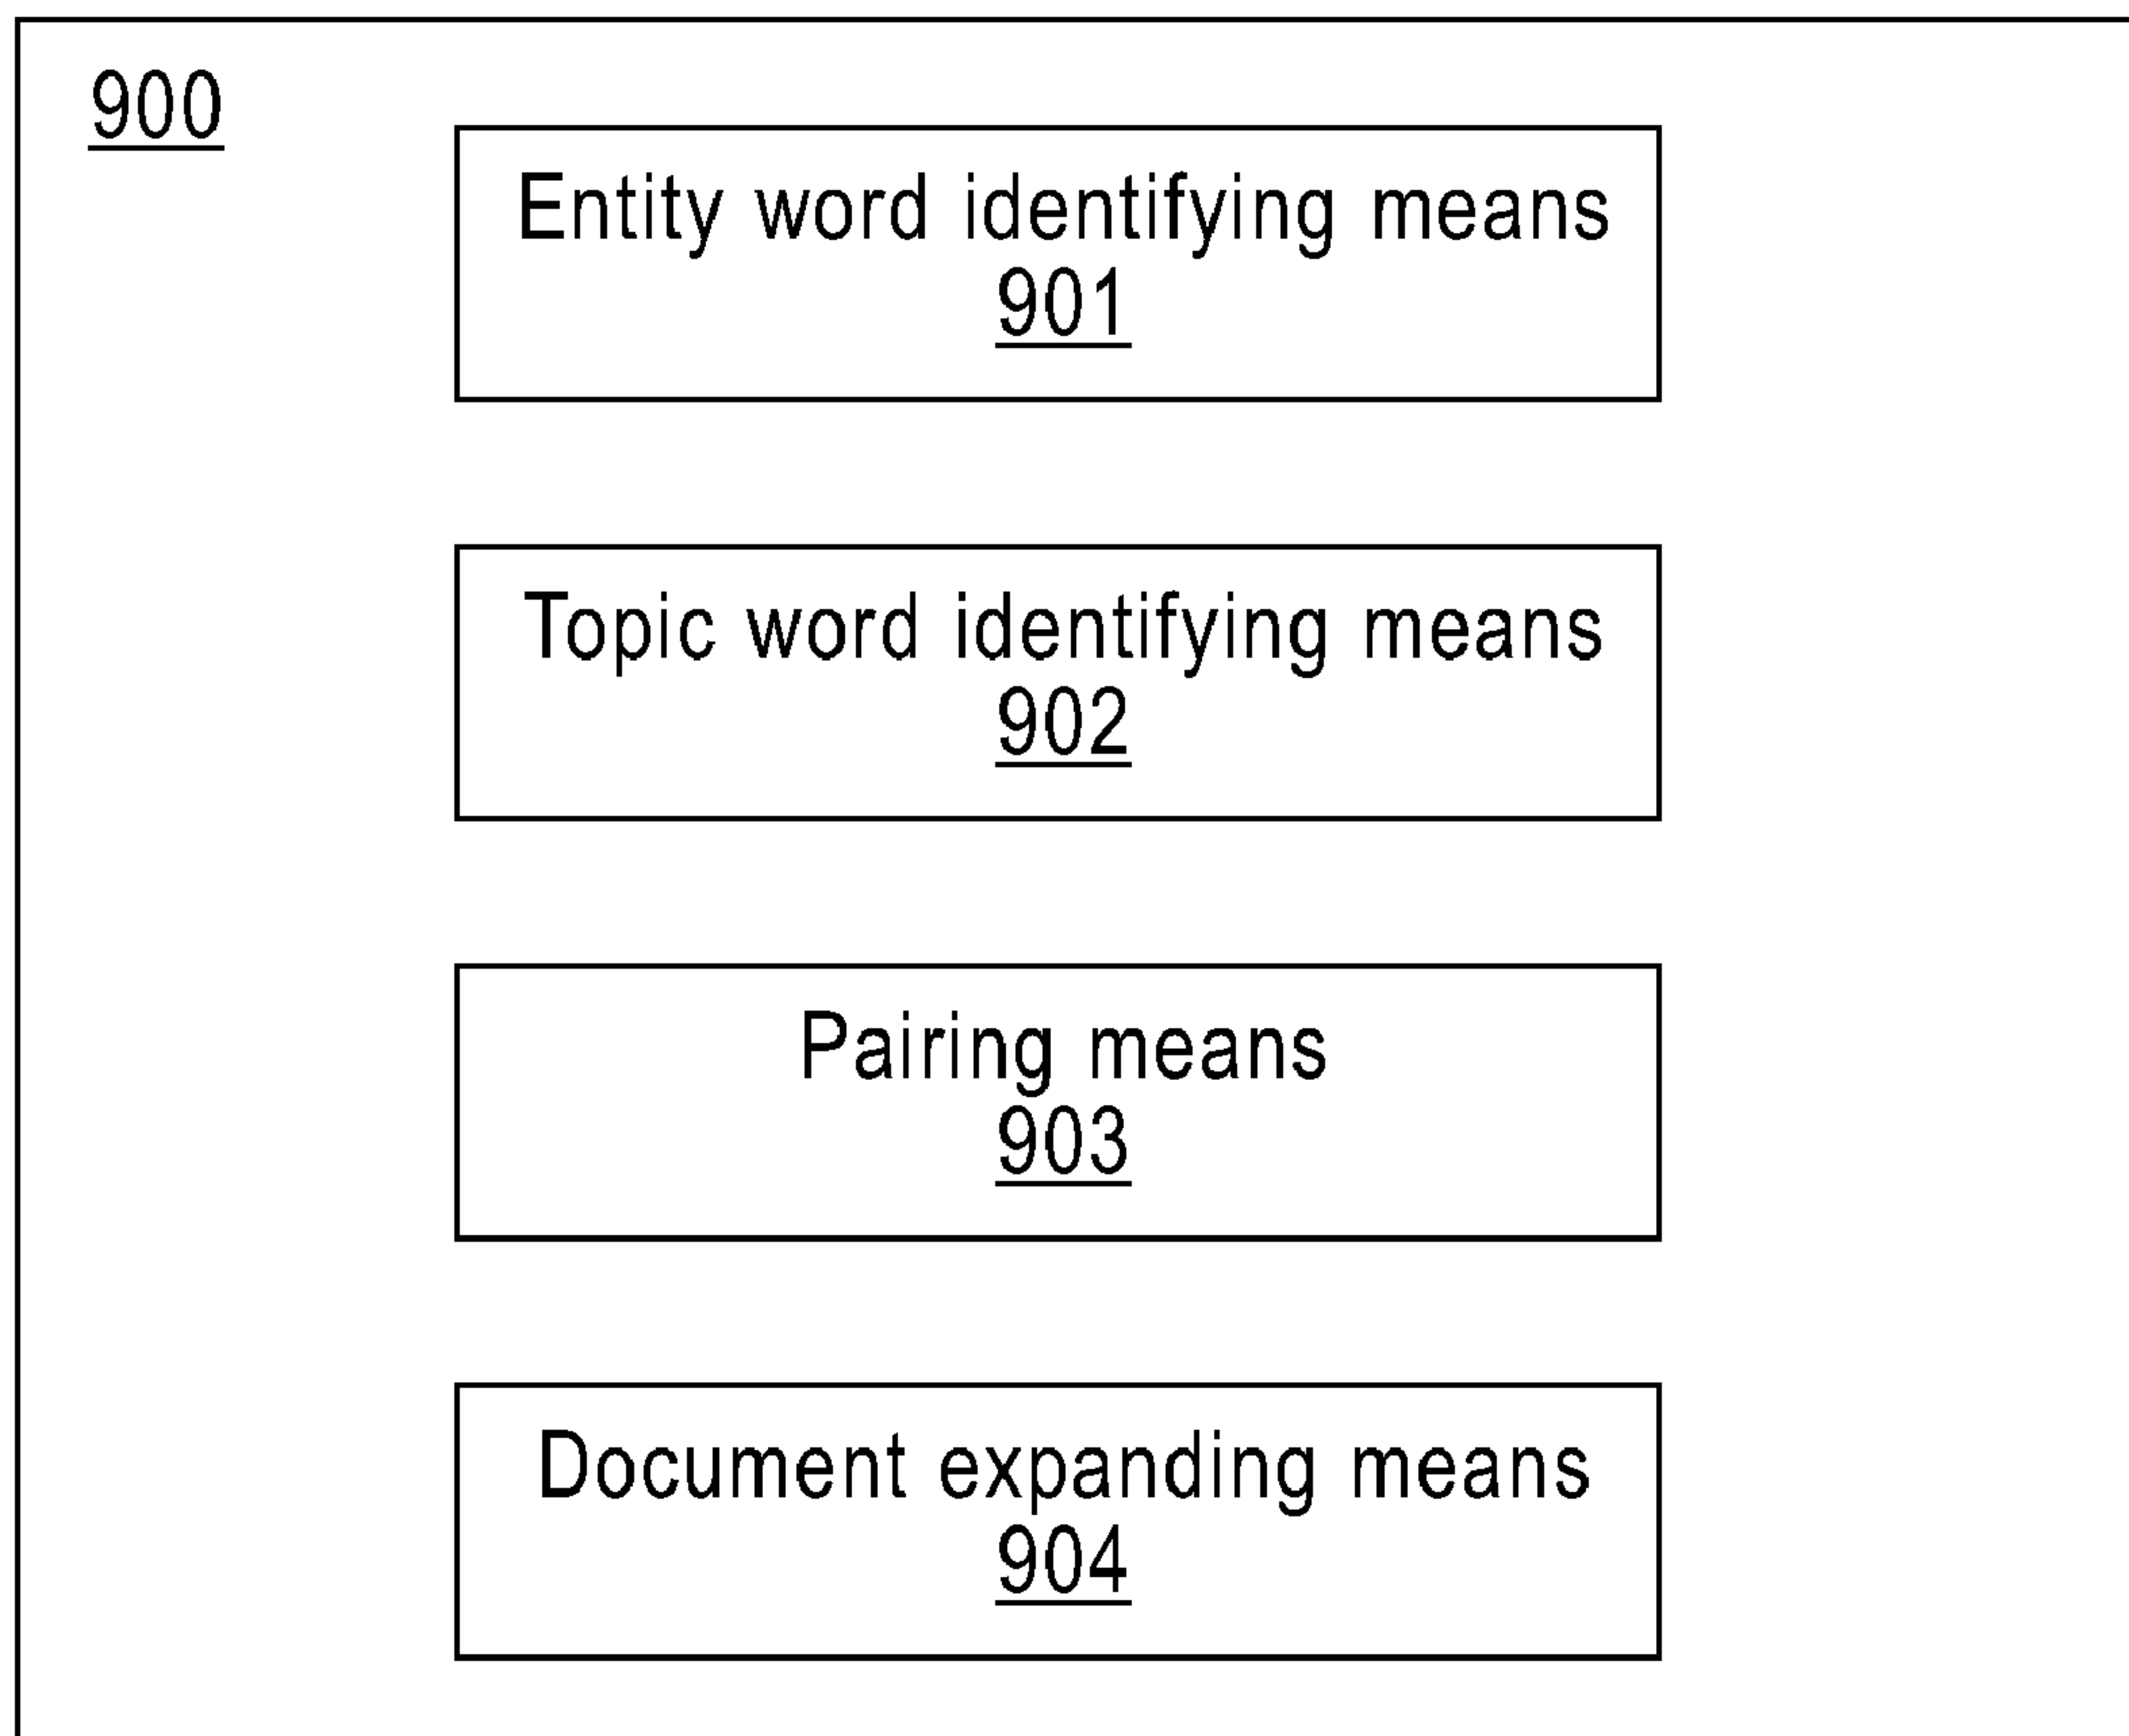 900
Entity word identifying means
901
Topic word identifying means
902
Pairing means
903
Document expanding means
904